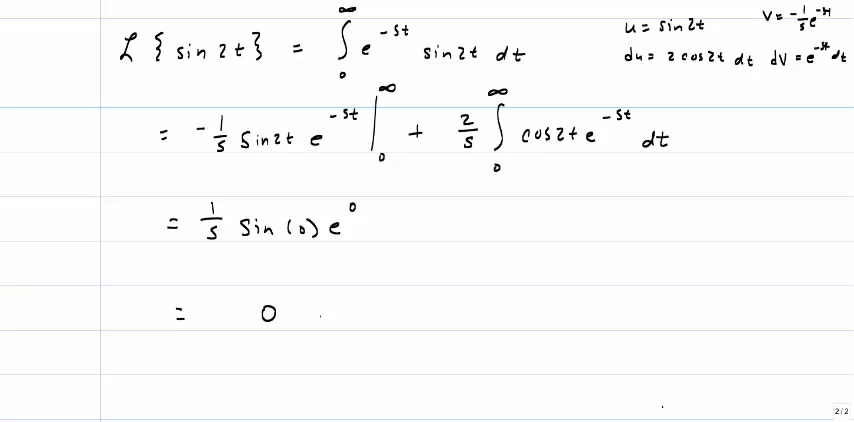 ℒ{sin 2t} = ∫₀^∞ e^{-st} sin 2t dt
u = sin 2t v = -1/s e^{-st}
du = 2 cos 2t dt dv = e^{-st} dt
= -1/s sin 2t e^{-st} |₀^∞ + 2/s ∫₀^∞ cos 2t e^{-st} dt
= 1/s sin(0) e^0
= 0
2/2